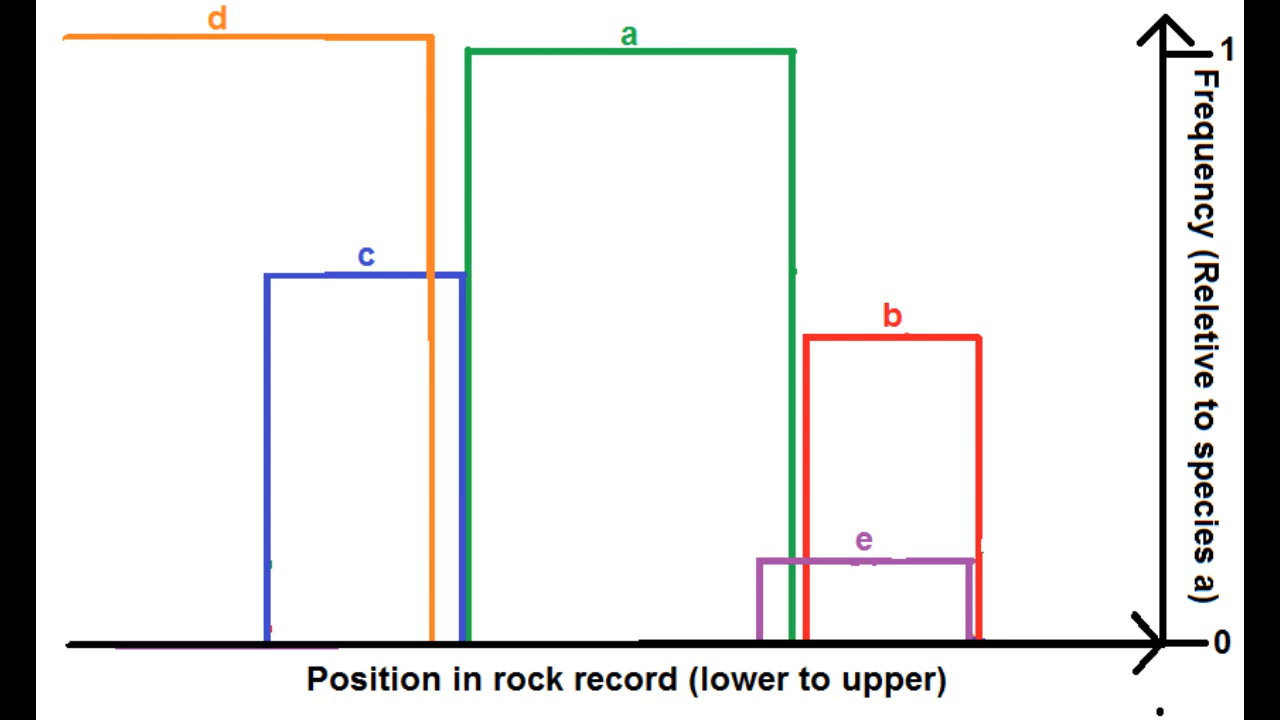 d
a
1
c
b
e
Frequency (Reletive to species a)
0
Position in rock record (lower to upper)